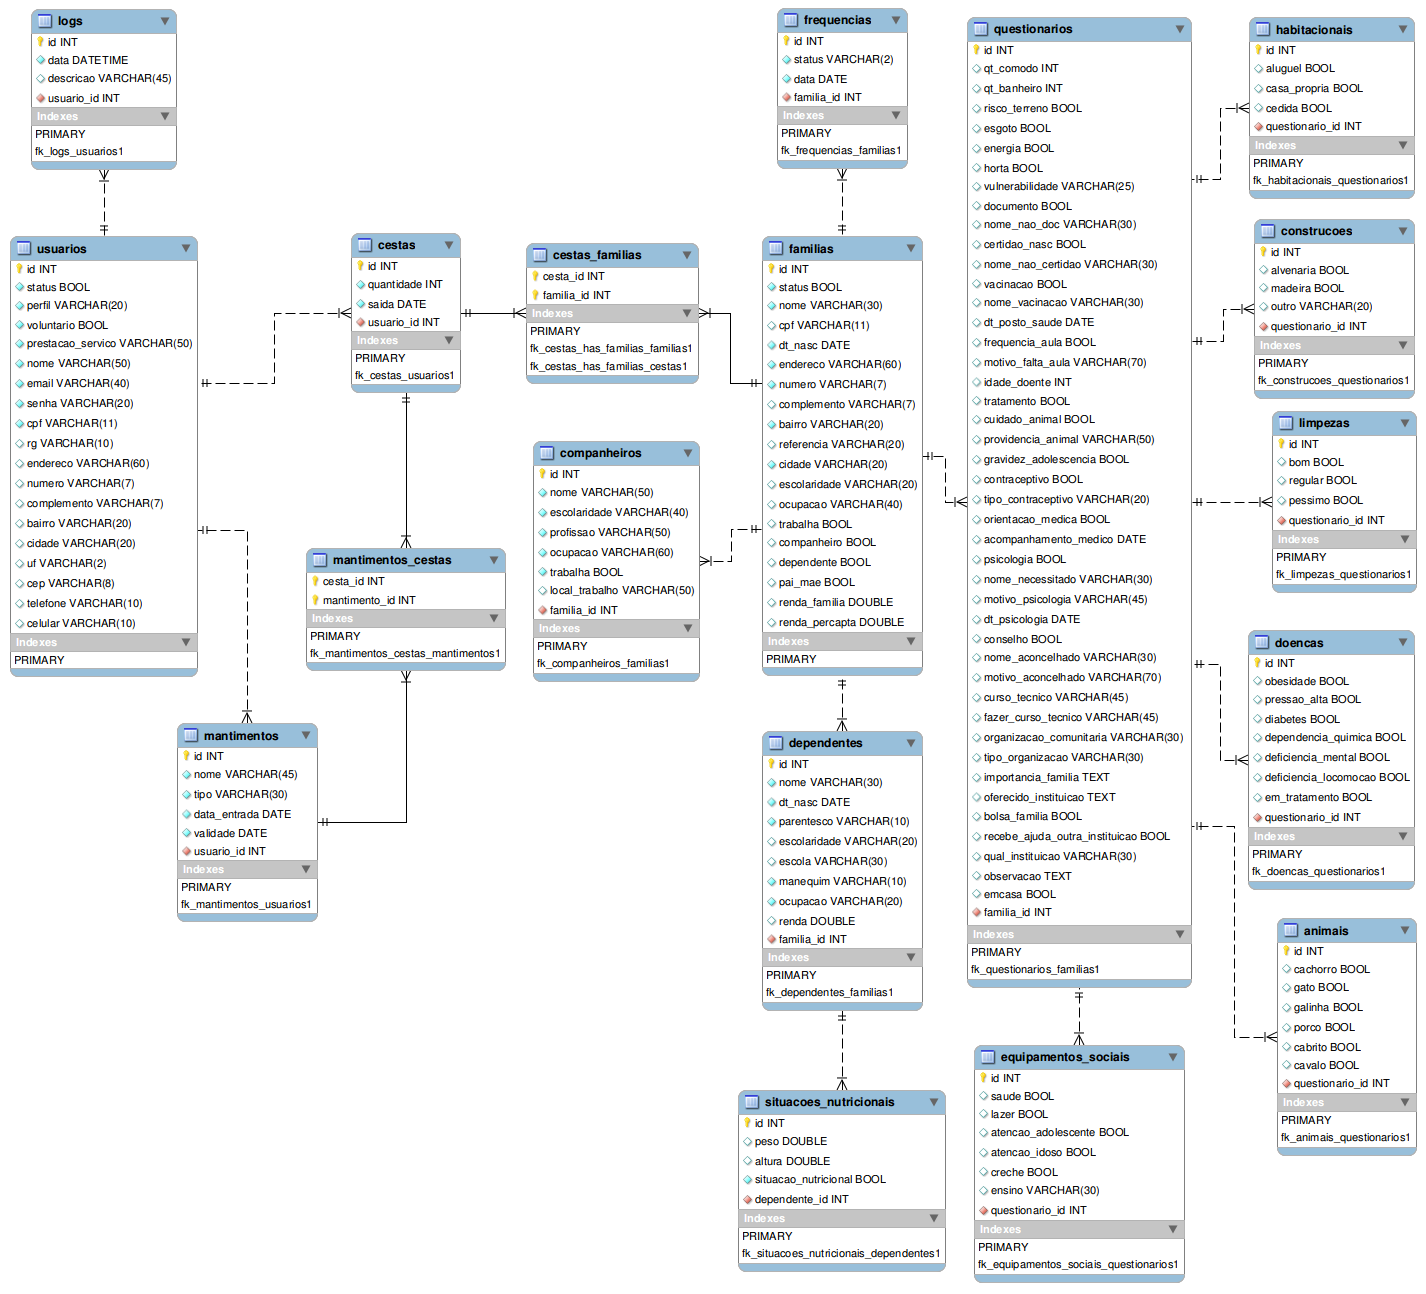 logs
id INT
data DATETIME
descricao VARCHAR(45)
usuario_id INT
Indexes
PRIMARY
fk_logs_usuarios1
usuarios
id INT
status BOOL
perfil VARCHAR(20)
voluntario BOOL
prestacao_servico VARCHAR(50)
nome VARCHAR(50)
email VARCHAR(40)
senha VARCHAR(20)
cpf VARCHAR(11)
rg VARCHAR(10)
endereco VARCHAR(60)
numero VARCHAR(7)
complemento VARCHAR(7)
bairro VARCHAR(20)
cidade VARCHAR(20)
uf VARCHAR(2)
cep VARCHAR(8)
telefone VARCHAR(10)
celular VARCHAR(10)
Indexes
PRIMARY
mantimentos
id INT
nome VARCHAR(45)
tipo VARCHAR(30)
data_entrada DATE
validade DATE
usuario_id INT
Indexes
PRIMARY
fk_mantimentos_usuarios1
cestas
id INT
quantidade INT
saida DATE
usuario_id INT
Indexes
PRIMARY
fk_cestas_usuarios1
mantimentos_cestas
cesta_id INT
mantimento_id INT
Indexes
PRIMARY
fk_mantimentos_cestas_mantimentos1
cestas_familias
cesta_id INT
familia_id INT
Indexes
PRIMARY
fk_cestas_has_familias_familias1
fk_cestas_has_familias_cestas1
companheiros
id INT
nome VARCHAR(50)
escolaridade VARCHAR(40)
profissao VARCHAR(50)
ocupacao VARCHAR(60)
trabalha BOOL
local_trabalho VARCHAR(50)
familia_id INT
Indexes
PRIMARY
fk_companheiros_familias1
frequencias
id INT
status VARCHAR(2)
data DATE
familia_id INT
Indexes
PRIMARY
fk_frequencias_familias1
familias
id INT
status BOOL
nome VARCHAR(30)
cpf VARCHAR(11)
dt_nasc DATE
endereco VARCHAR(60)
numero VARCHAR(7)
complemento VARCHAR(7)
bairro VARCHAR(20)
referencia VARCHAR(20)
cidade VARCHAR(20)
escolaridade VARCHAR(20)
ocupacao VARCHAR(40)
trabalha BOOL
companheiro BOOL
dependente BOOL
pai_mae BOOL
renda_familia DOUBLE
renda_percapta DOUBLE
Indexes
PRIMARY
dependentes
id INT
nome VARCHAR(30)
dt_nasc DATE
parentesco VARCHAR(10)
escolaridade VARCHAR(20)
escola VARCHAR(30)
manequim VARCHAR(10)
ocupacao VARCHAR(20)
renda DOUBLE
familia_id INT
Indexes
PRIMARY
fk_dependentes_familias1
situacoes_nutricionais
id INT
peso DOUBLE
altura DOUBLE
situacao_nutricional BOOL
dependente_id INT
Indexes
PRIMARY
fk_situacoes_nutricionais_dependentes1
questionarios
id INT
qt_comodo INT
qt_banheiro INT
risco_terreno BOOL
esgoto BOOL
energia BOOL
horta BOOL
vulnerabilidade VARCHAR(25)
documento BOOL
nome_nao_doc VARCHAR(30)
certidao_nasc BOOL
nome_nao_certidao VARCHAR(30)
vacinacao BOOL
nome_vacinacao VARCHAR(30)
dt_posto_saude DATE
frequencia_aula BOOL
motivo_falta_aula VARCHAR(70)
idade_doente INT
tratamento BOOL
cuidado_animal BOOL
providencia_animal VARCHAR(50)
gravidez_adolescencia BOOL
contraceptivo BOOL
tipo_contraceptivo VARCHAR(20)
orientacao_medica BOOL
acompanhamento_medico DATE
psicologia BOOL
nome_necessitado VARCHAR(30)
motivo_psicologia VARCHAR(45)
dt_psicologia DATE
conselho BOOL
nome_aconcelhado VARCHAR(30)
motivo_aconcelhado VARCHAR(70)
curso_tecnico VARCHAR(45)
fazer_curso_tecnico VARCHAR(45)
organizacao_comunitaria VARCHAR(30)
tipo_organizacao VARCHAR(30)
importancia_familia TEXT
oferecido_instituicao TEXT
bolsa_familia BOOL
recebe_ajuda_outra_instituicao BOOL
qual_instituicao VARCHAR(30)
observacao TEXT
emcasa BOOL
familia_id INT
Indexes
PRIMARY
fk_questionarios_familias1
equipamentos_sociais
id INT
saude BOOL
lazer BOOL
atencao_adolescente BOOL
atencao_idoso BOOL
creche BOOL
ensino VARCHAR(30)
questionario_id INT
Indexes
PRIMARY
fk_equipamentos_sociais_questionarios1
habitacionais
id INT
aluguel BOOL
casa_propria BOOL
cedida BOOL
questionario_id INT
Indexes
PRIMARY
fk_habitacionais_questionarios1
construcoes
id INT
alvenaria BOOL
madeira BOOL
outro VARCHAR(20)
questionario_id INT
Indexes
PRIMARY
fk_construcoes_questionarios1
limpezas
id INT
bom BOOL
regular BOOL
pessimo BOOL
questionario_id INT
Indexes
PRIMARY
fk_limpezas_questionarios1
doencas
id INT
obesidade BOOL
pressao_alta BOOL
diabetes BOOL
dependencia_quimica BOOL
deficiencia_mental BOOL
deficiencia_locomocao BOOL
em_tratamento BOOL
questionario_id INT
Indexes
PRIMARY
fk_doencas_questionarios1
animais
id INT
cachorro BOOL
gato BOOL
galinha BOOL
porco BOOL
cabrito BOOL
cavalo BOOL
questionario_id INT
Indexes
PRIMARY
fk_animais_questionarios1